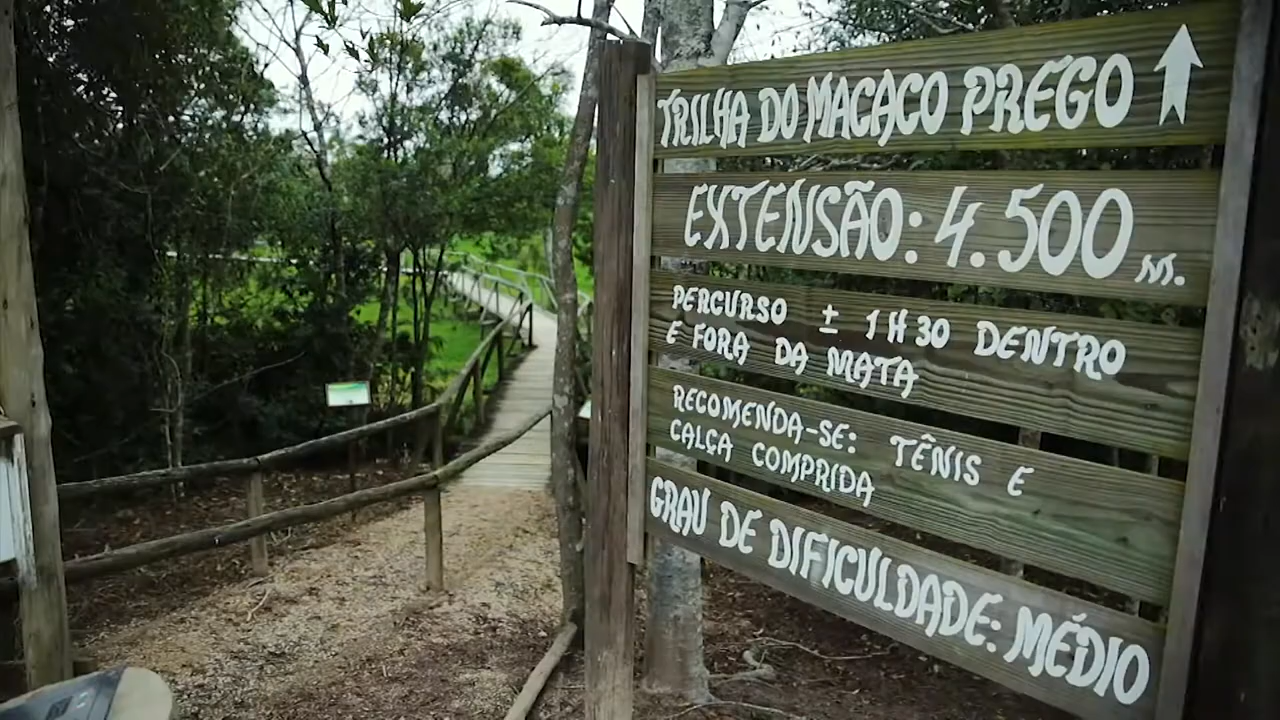 TRILHA DO MACACO PREGO
EXTENSÃO: 4.500 m.
PERCURSO ± 1H30 DENTRO
E FORA DA MATA
RECOMENDA-SE: TÊNIS E
CALÇA COMPRIDA
GRAU DE DIFICULDADE: MÉDIO